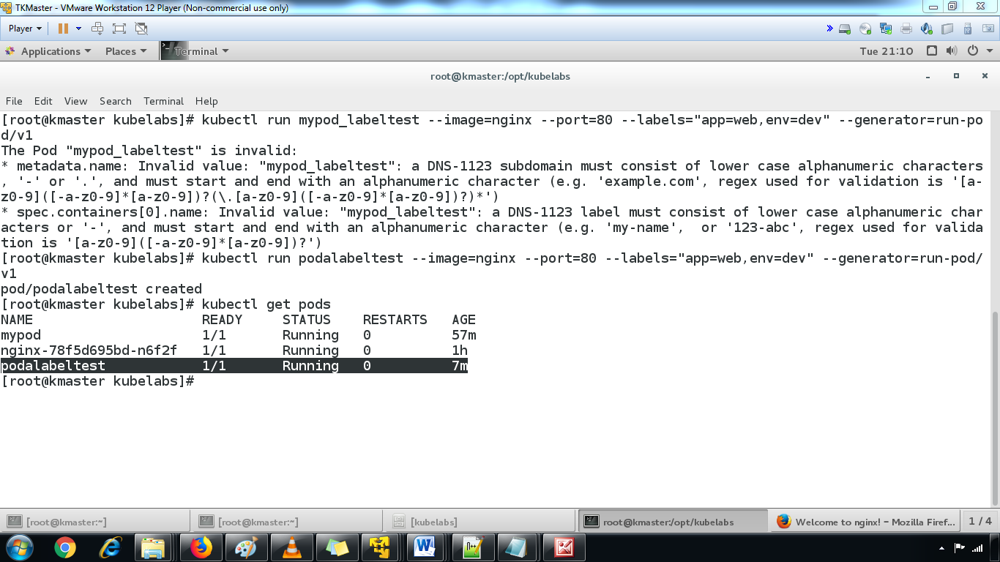 TKMaster - VMware Workstation 12 Player (Non-commercial use only)
Player
Applications Places Terminal Tue 21:10
root@kmaster:/opt/kubelabs
File Edit View Search Terminal Help
[root@kmaster kubelabs]# kubectl run mypod_labeltest --image=nginx --port=80 --labels="app=web,env=dev" --generator=run-po
d/v1
The Pod "mypod_labeltest" is invalid:
* metadata.name: Invalid value: "mypod_labeltest": a DNS-1123 subdomain must consist of lower case alphanumeric characters
, '-' or '.', and must start and end with an alphanumeric character (e.g. 'example.com', regex used for validation is '[a-
z0-9]([-a-z0-9]*[a-z0-9])?(\.[a-z0-9]([-a-z0-9]*[a-z0-9])?)*')
* spec.containers[0].name: Invalid value: "mypod_labeltest": a DNS-1123 label must consist of lower case alphanumeric char
acters or '-', and must start and end with an alphanumeric character (e.g. 'my-name',  or '123-abc', regex used for valida
tion is '[a-z0-9]([-a-z0-9]*[a-z0-9])?')
[root@kmaster kubelabs]# kubectl run podalabeltest --image=nginx --port=80 --labels="app=web,env=dev" --generator=run-pod/
v1
pod/podalabeltest created
[root@kmaster kubelabs]# kubectl get pods
NAME                     READY     STATUS    RESTARTS   AGE
mypod                    1/1       Running   0          57m
nginx-78f5d695bd-n6f2f   1/1       Running   0          1h
podalabeltest            1/1       Running   0          7m
[root@kmaster kubelabs]#
[root@kmaster:~] [root@kmaster:~] [kubelabs] root@kmaster:/opt/kubelabs Welcome to nginx! – Mozilla Firef... 1 / 4